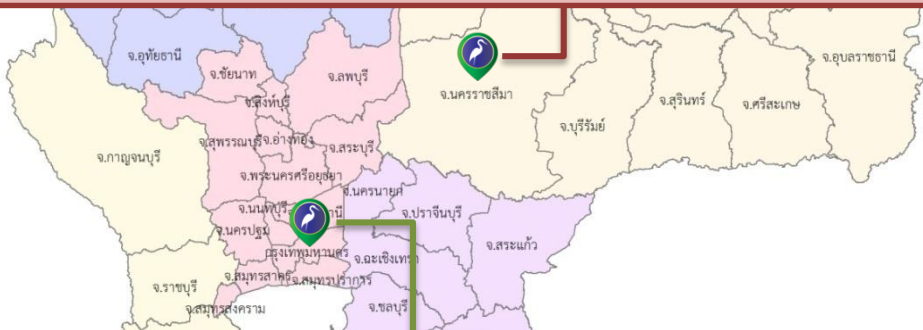 จ.อุทัยธานี
จ.ชัยนาท
จ.ลพบุรี
จ.นครราชสีมา
จ.อุบลราชธานี
จ.สิงห์บุรี
จ.บุรีรัมย์
จ.สุรินทร์
จ.ศรีสะเกษ
จ.กาญจนบุรี
จ.สุพรรณบุรี
จ.อ่างทอง
จ.สระบุรี
จ.พระนครศรีอยุธยา
จ.นครนายก
จ.นนทบุรี
านี
จ.ปราจีนบุรี
จ.นครปฐม
จ.สระแก้ว
กรุงเทพมหานคร
จ.ฉะเชิงเทรา
จ.ราชบุรี
จ.สมุทรสาคร
จ.สมุทรปราการ
จ.สมุทรสงคราม
จ.ชลบุรี